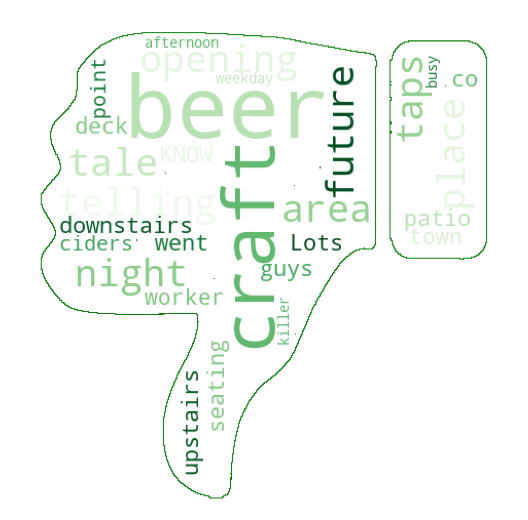 afternoon
opening
weekday
beer
point
deck
future
busy
taps
co
place
KNOW
tale
craft
telling
area
downstairs
ciders
went
Lots
patio
town
night
guys
worker
killer
seating
upstairs